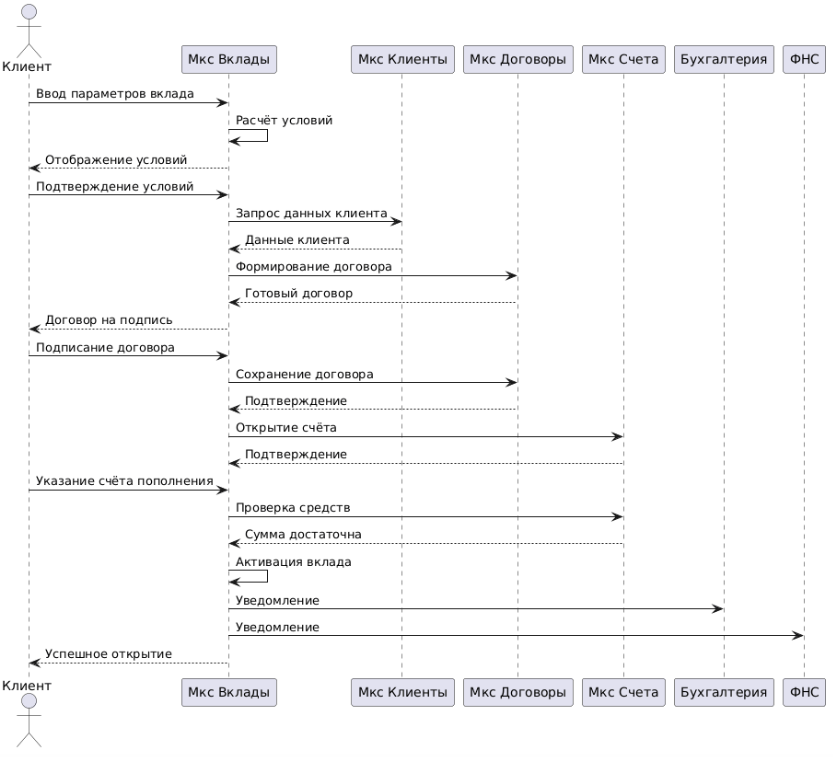 Клиент
Мкс Вклады
Мкс Клиенты
Мкс Договоры
Мкс Счета
Бухгалтерия
ФНС
Ввод параметров вклада
Расчёт условий
Отображение условий
Подтверждение условий
Запрос данных клиента
Данные клиента
Формирование договора
Готовый договор
Договор на подпись
Подписание договора
Сохранение договора
Подтверждение
Открытие счёта
Подтверждение
Указание счёта пополнения
Проверка средств
Сумма достаточна
Активация вклада
Уведомление
Уведомление
Успешное открытие
Клиент
Мкс Вклады
Мкс Клиенты
Мкс Договоры
Мкс Счета
Бухгалтерия
ФНС